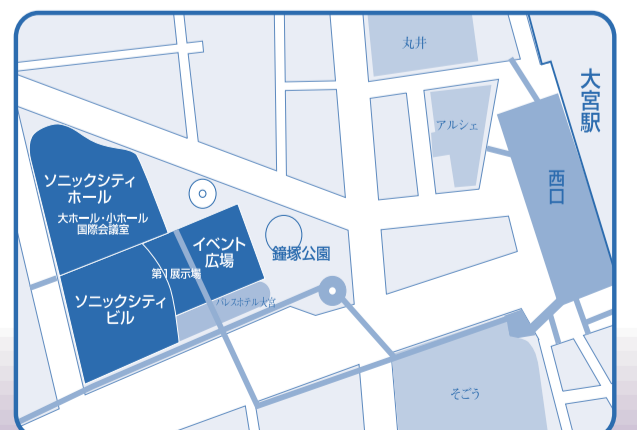 丸井
大宮駅
アルシェ
西口
ソニックシティ
ホール
大ホール・小ホール
国際会議室
イベント
広場
鐘塚公園
第1展示場
パレスホテル大宮
ソニックシティ
ビル
そごう